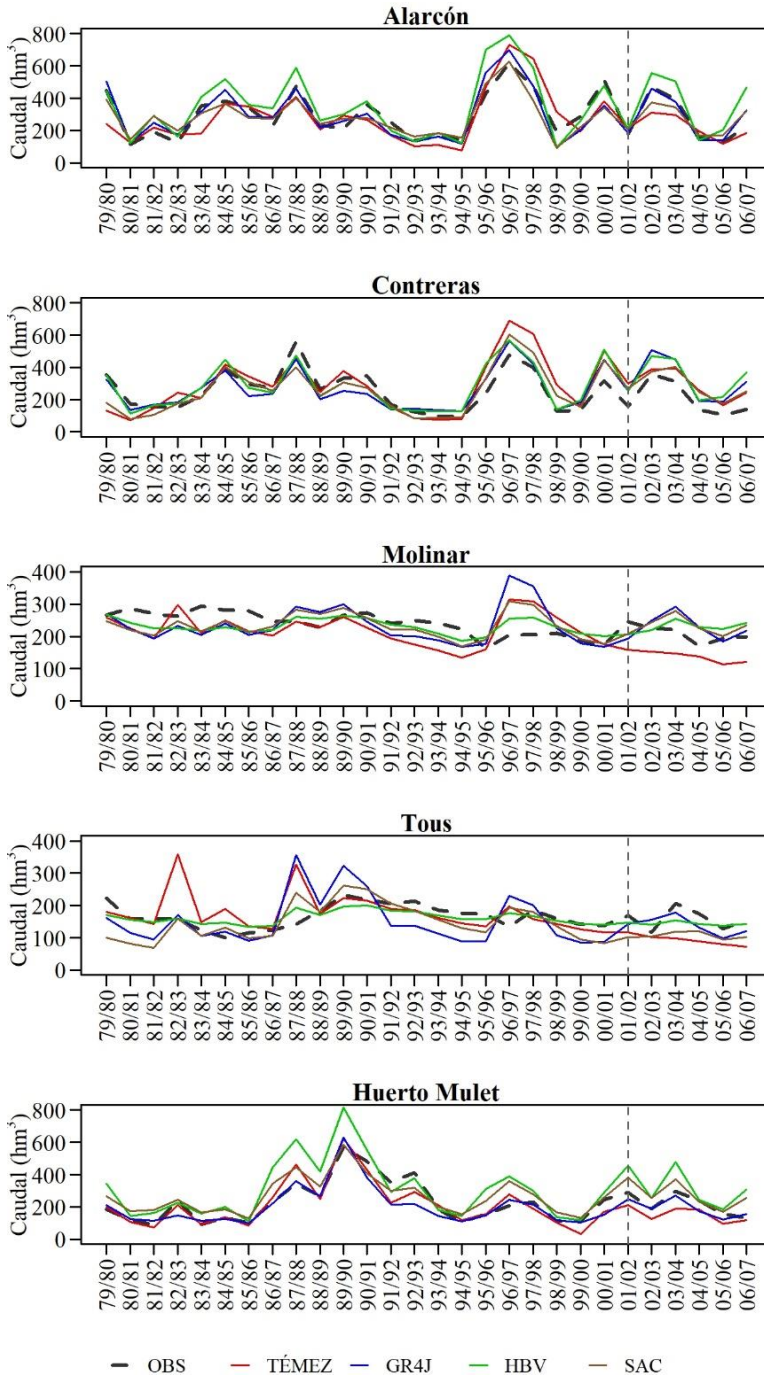 Alarcón
Caudal (hm³)
800
600
400
200
0
79/80 80/81 81/82 82/83 83/84 84/85 85/86 86/87 87/88 88/89 89/90 90/91 91/92 92/93 93/94 94/95 95/96 96/97 97/98 98/99 99/00 00/01 01/02 02/03 03/04 04/05 05/06 06/07
Contreras
Caudal (hm³)
800
600
400
200
0
79/80 80/81 81/82 82/83 83/84 84/85 85/86 86/87 87/88 88/89 89/90 90/91 91/92 92/93 93/94 94/95 95/96 96/97 97/98 98/99 99/00 00/01 01/02 02/03 03/04 04/05 05/06 06/07
Molinar
Caudal (hm³)
400
300
200
100
0
79/80 80/81 81/82 82/83 83/84 84/85 85/86 86/87 87/88 88/89 89/90 90/91 91/92 92/93 93/94 94/95 95/96 96/97 97/98 98/99 99/00 00/01 01/02 02/03 03/04 04/05 05/06 06/07
Tous
Caudal (hm³)
400
300
200
100
0
79/80 80/81 81/82 82/83 83/84 84/85 85/86 86/87 87/88 88/89 89/90 90/91 91/92 92/93 93/94 94/95 95/96 96/97 97/98 98/99 99/00 00/01 01/02 02/03 03/04 04/05 05/06 06/07
Huerto Mulet
Caudal (hm³)
800
600
400
200
0
79/80 80/81 81/82 82/83 83/84 84/85 85/86 86/87 87/88 88/89 89/90 90/91 91/92 92/93 93/94 94/95 95/96 96/97 97/98 98/99 99/00 00/01 01/02 02/03 03/04 04/05 05/06 06/07
OBS TÉMEZ GR4J HBV SAC